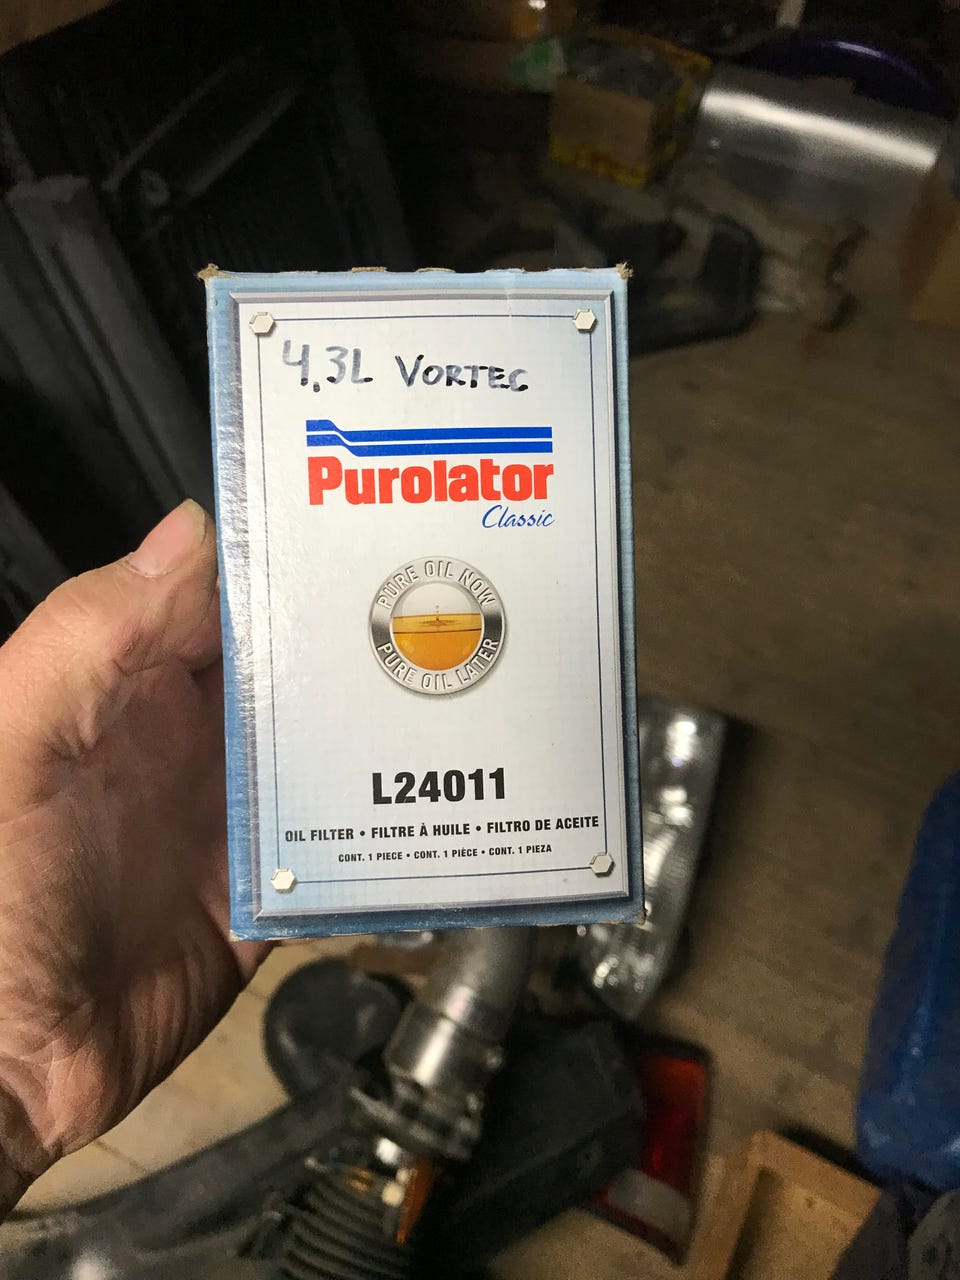 4.3L VORTEC
Purolator
Classic
PURE OIL NOW
PURE OIL LATER
L24011
OIL FILTER • FILTRE À HUILE • FILTRO DE ACEITE
CONT. 1 PIECE • CONT. 1 PIÈCE • CONT. 1 PIEZA